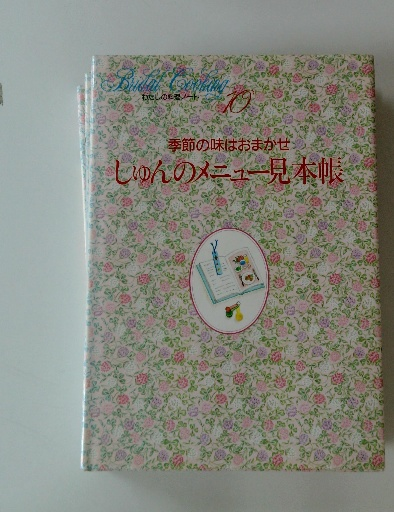 Bridal Cooking
わたしの料理ノート
10
季節の味はおまかせ
しゅんのメニュー見本帳